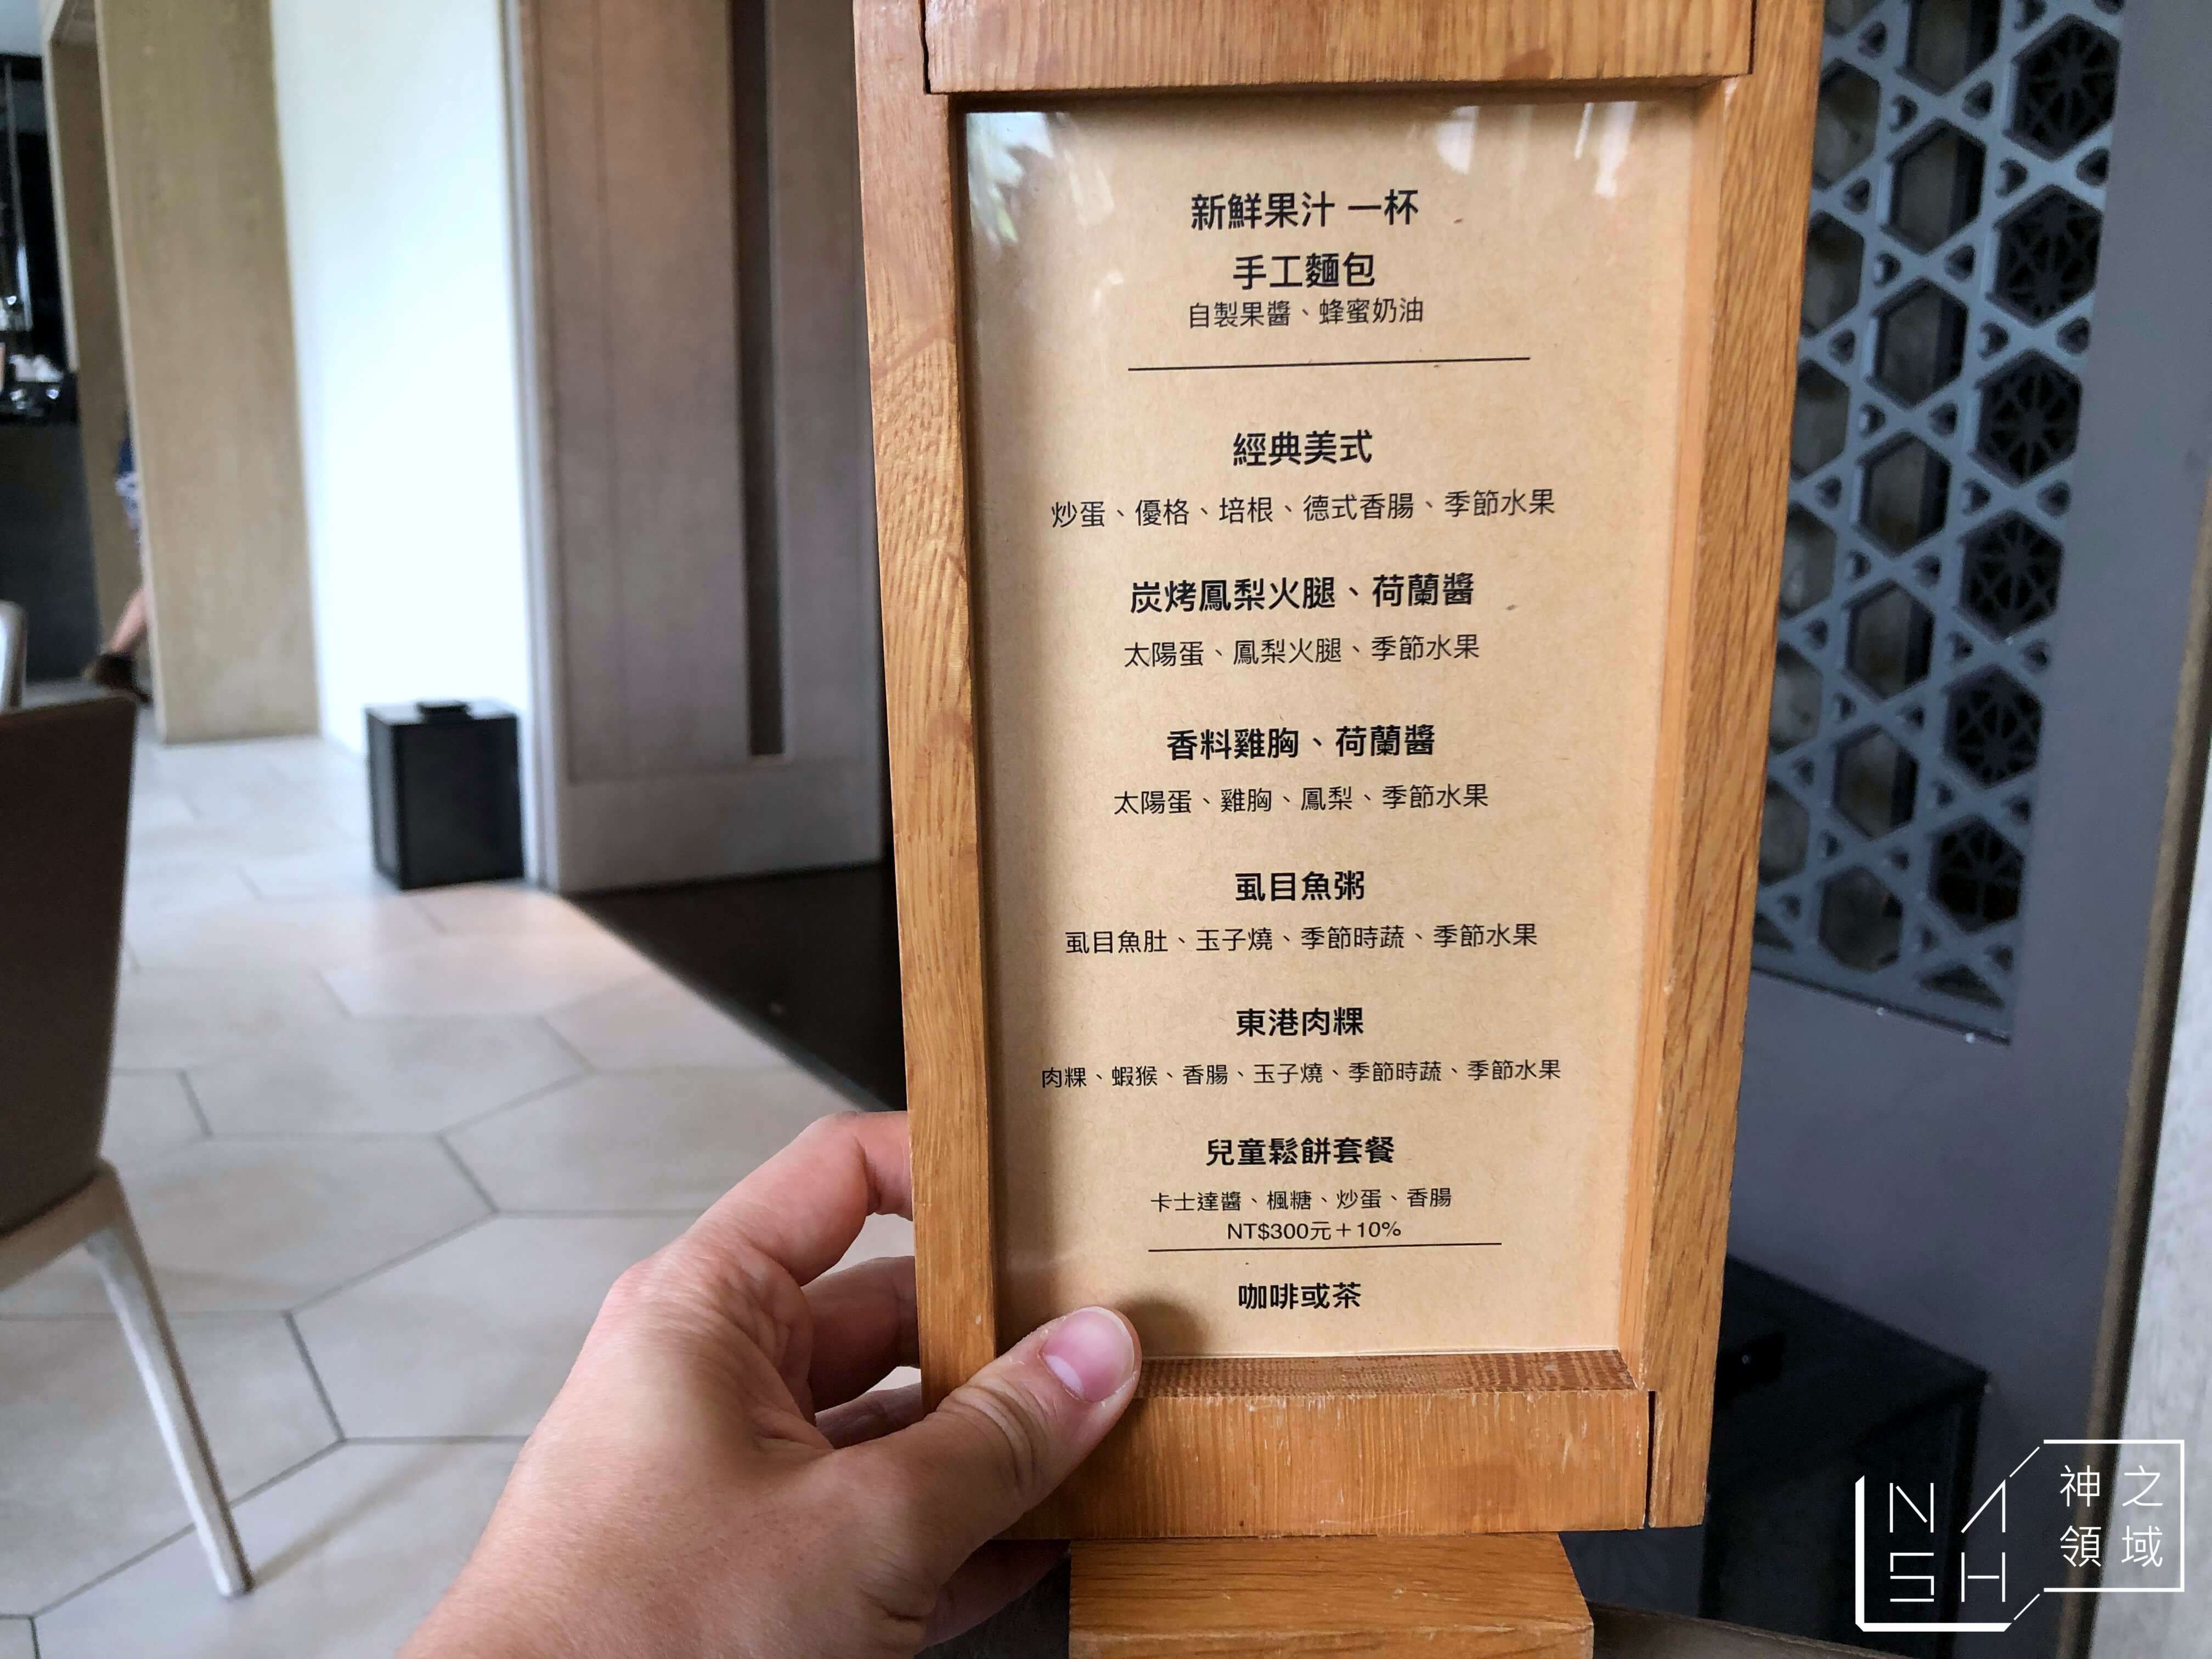 新鮮果汁 一杯
手工麵包
自製果醬、蜂蜜奶油
經典美式
炒蛋、優格、培根、德式香腸、季節水果
炭烤鳳梨火腿、荷蘭醬
太陽蛋、鳳梨火腿、季節水果
香料雞胸、荷蘭醬
太陽蛋、雞胸、鳳梨、季節水果
虱目魚粥
虱目魚肚、玉子燒、季節時蔬、季節水果
東港肉粿
肉粿、蝦猴、香腸、玉子燒、季節時蔬、季節水果
兒童鬆餅套餐
卡士達醬、楓糖、炒蛋、香腸
NT$300元＋10%
咖啡或茶
NASH
神之領域